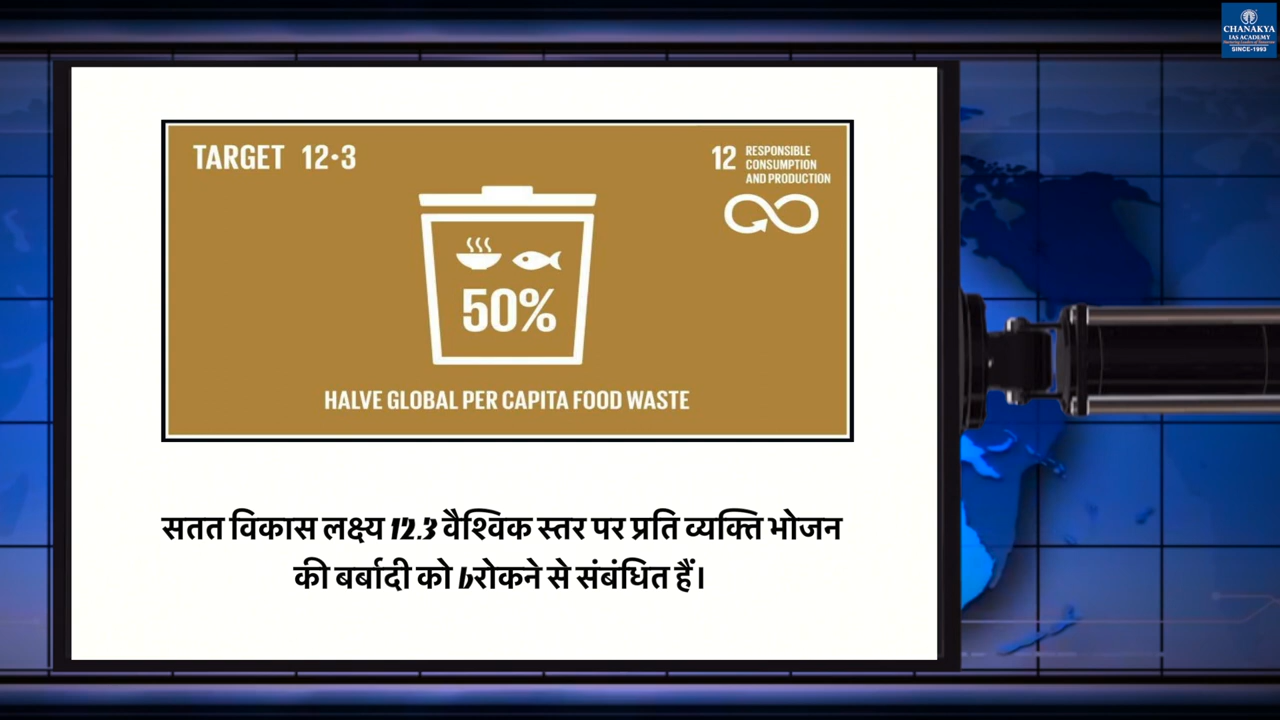 CHANAKYA
IAS ACADEMY
SINCE-1993
TARGET 12·3
12 RESPONSIBLE
CONSUMPTION
AND PRODUCTION
50%
HALVE GLOBAL PER CAPITA FOOD WASTE
सतत विकास लक्ष्य 12.3 वैश्विक स्तर पर प्रति व्यक्ति भोजन
की बर्बादी को bरोकने से संबंधित हैं।